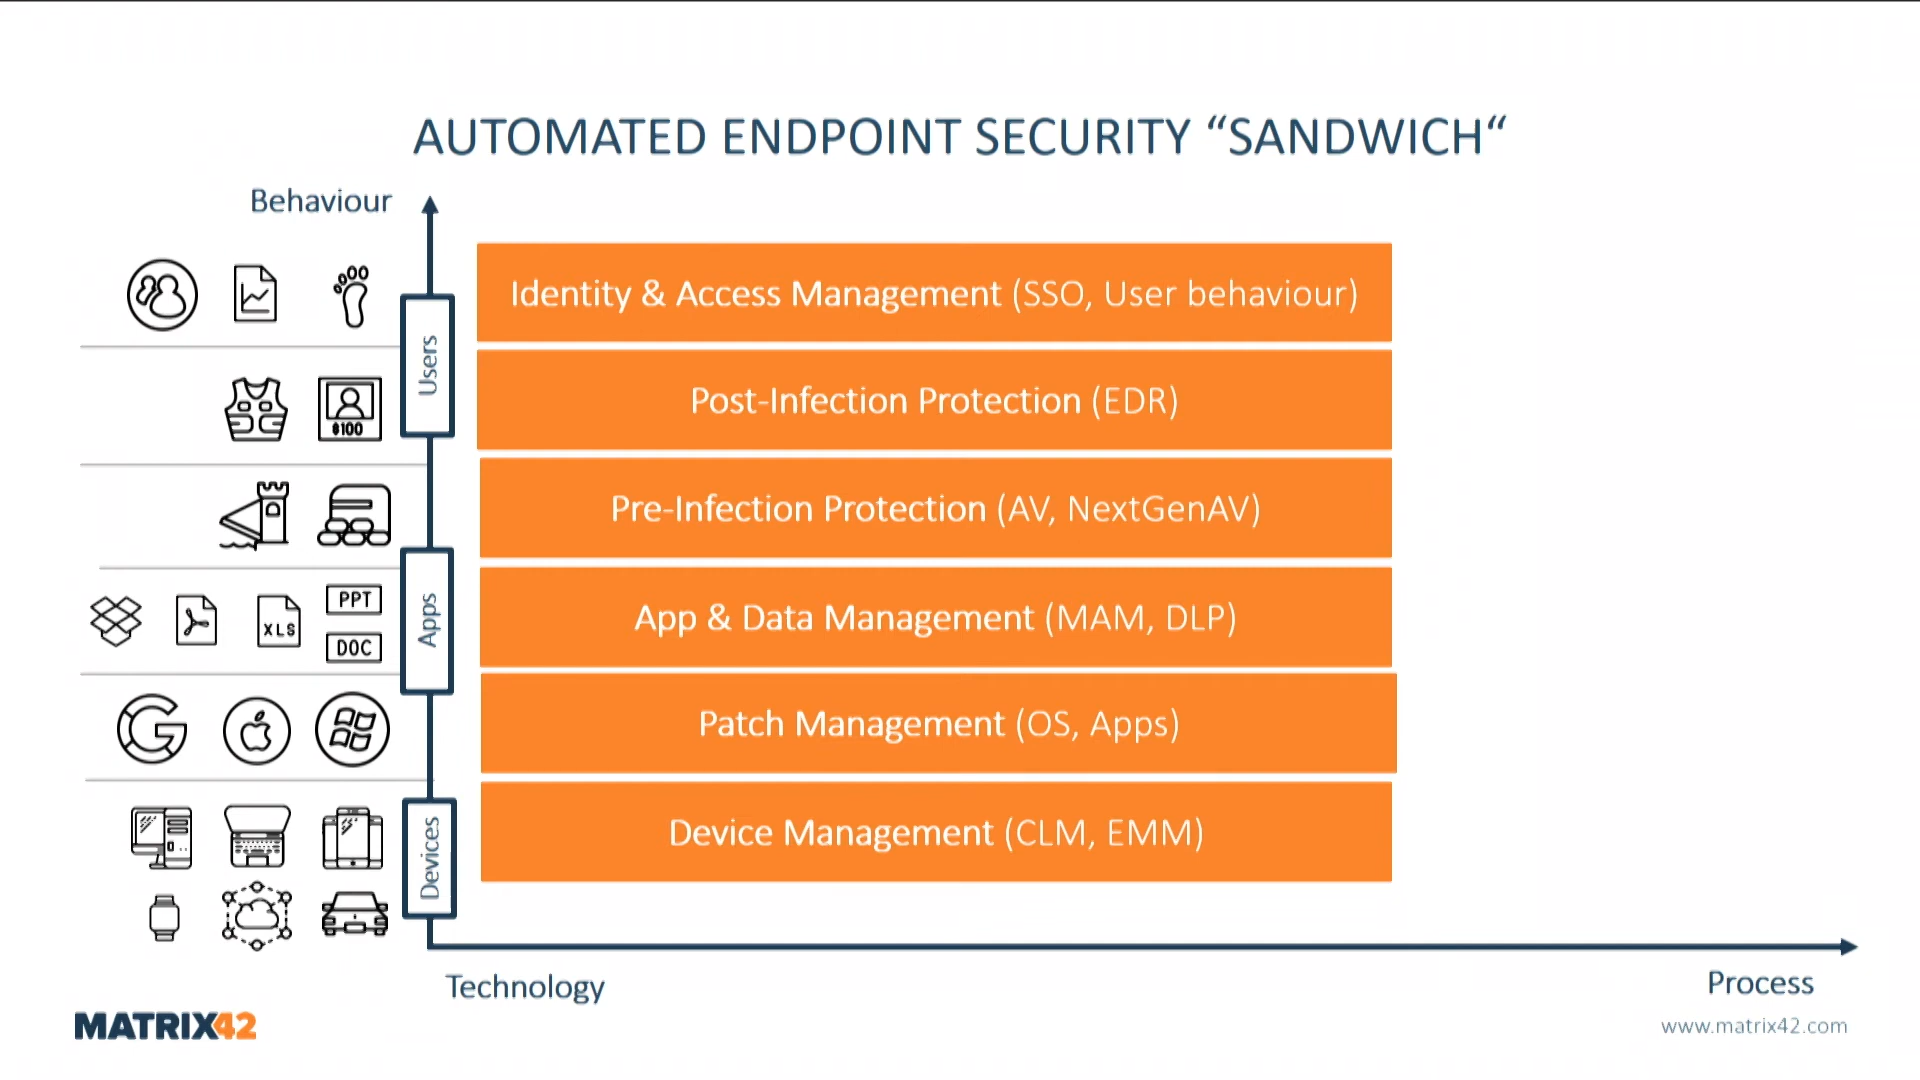 AUTOMATED ENDPOINT SECURITY “SANDWICH“
Behaviour
Users
Identity & Access Management (SSO, User behaviour)
$100
Post-Infection Protection (EDR)
Pre-Infection Protection (AV, NextGenAV)
XLS
PPT
DOC
Apps
App & Data Management (MAM, DLP)
G
Patch Management (OS, Apps)
Devices
Device Management (CLM, EMM)
Technology
Process
MATRIX42
www.matrix42.com